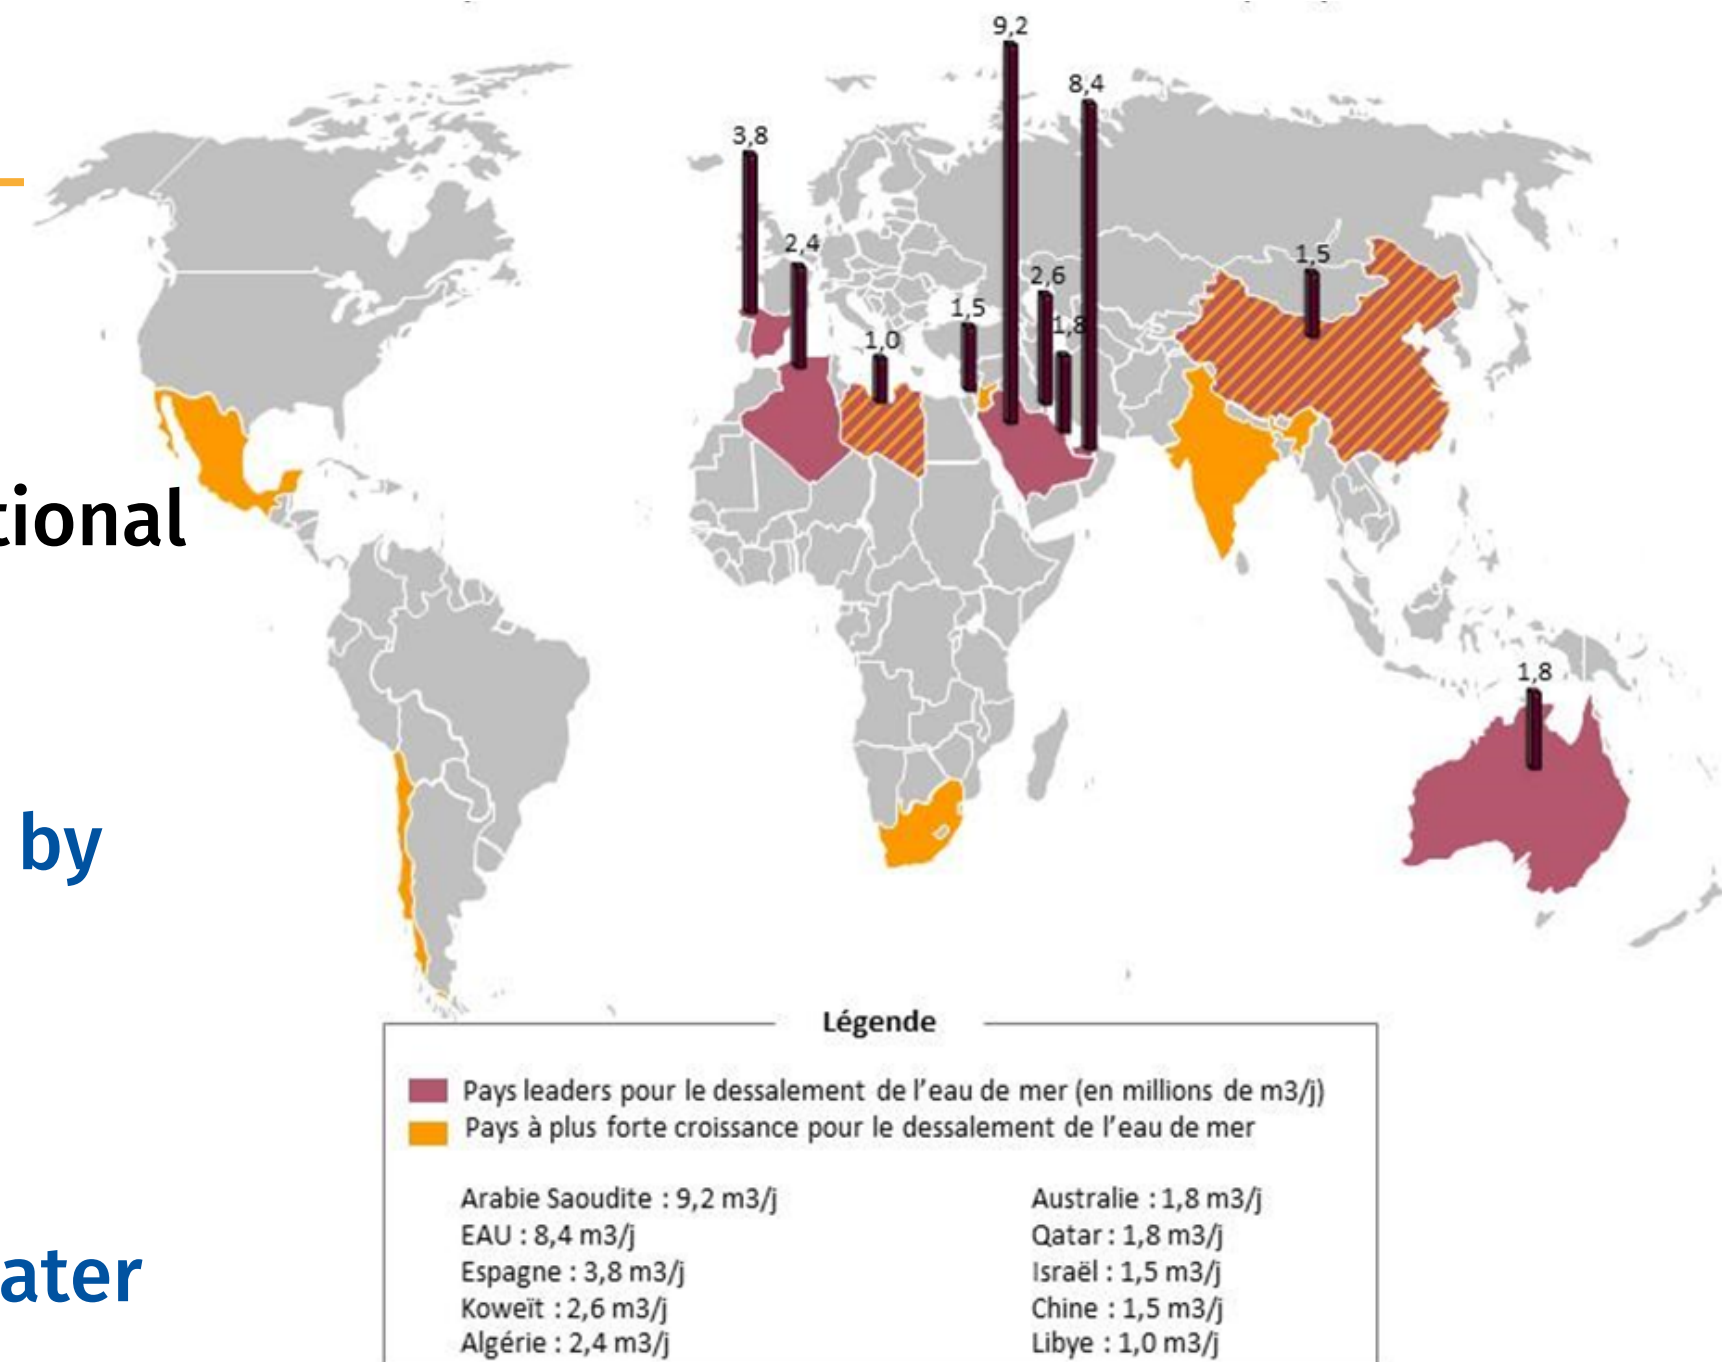 9,2
8,4
3,8
2,4
2,6
1,5
1,5
1,8
1,0
tional
1,8
by
ater
Légende
Pays leaders pour le dessalement de l'eau de mer (en millions de m3/j)
Pays à plus forte croissance pour le dessalement de l'eau de mer
Arabie Saoudite : 9,2 m3/j
EAU : 8,4 m3/j
Espagne : 3,8 m3/j
Koweït : 2,6 m3/j
Algérie : 2,4 m3/j
Australie : 1,8 m3/j
Qatar : 1,8 m3/j
Israël : 1,5 m3/j
Chine : 1,5 m3/j
Libye : 1,0 m3/j